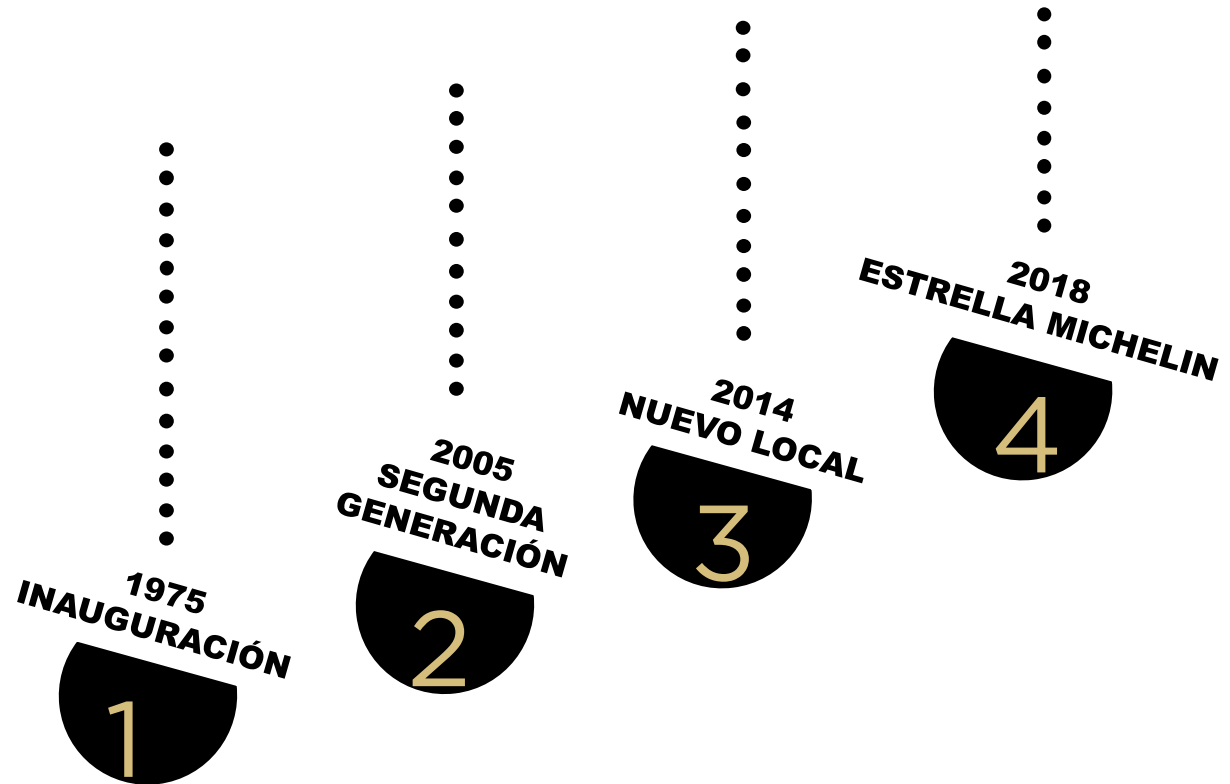 1975
INAUGURACIÓN
1
2005
SEGUNDA
GENERACIÓN
2
2014
NUEVO LOCAL
3
2018
ESTRELLA MICHELIN
4